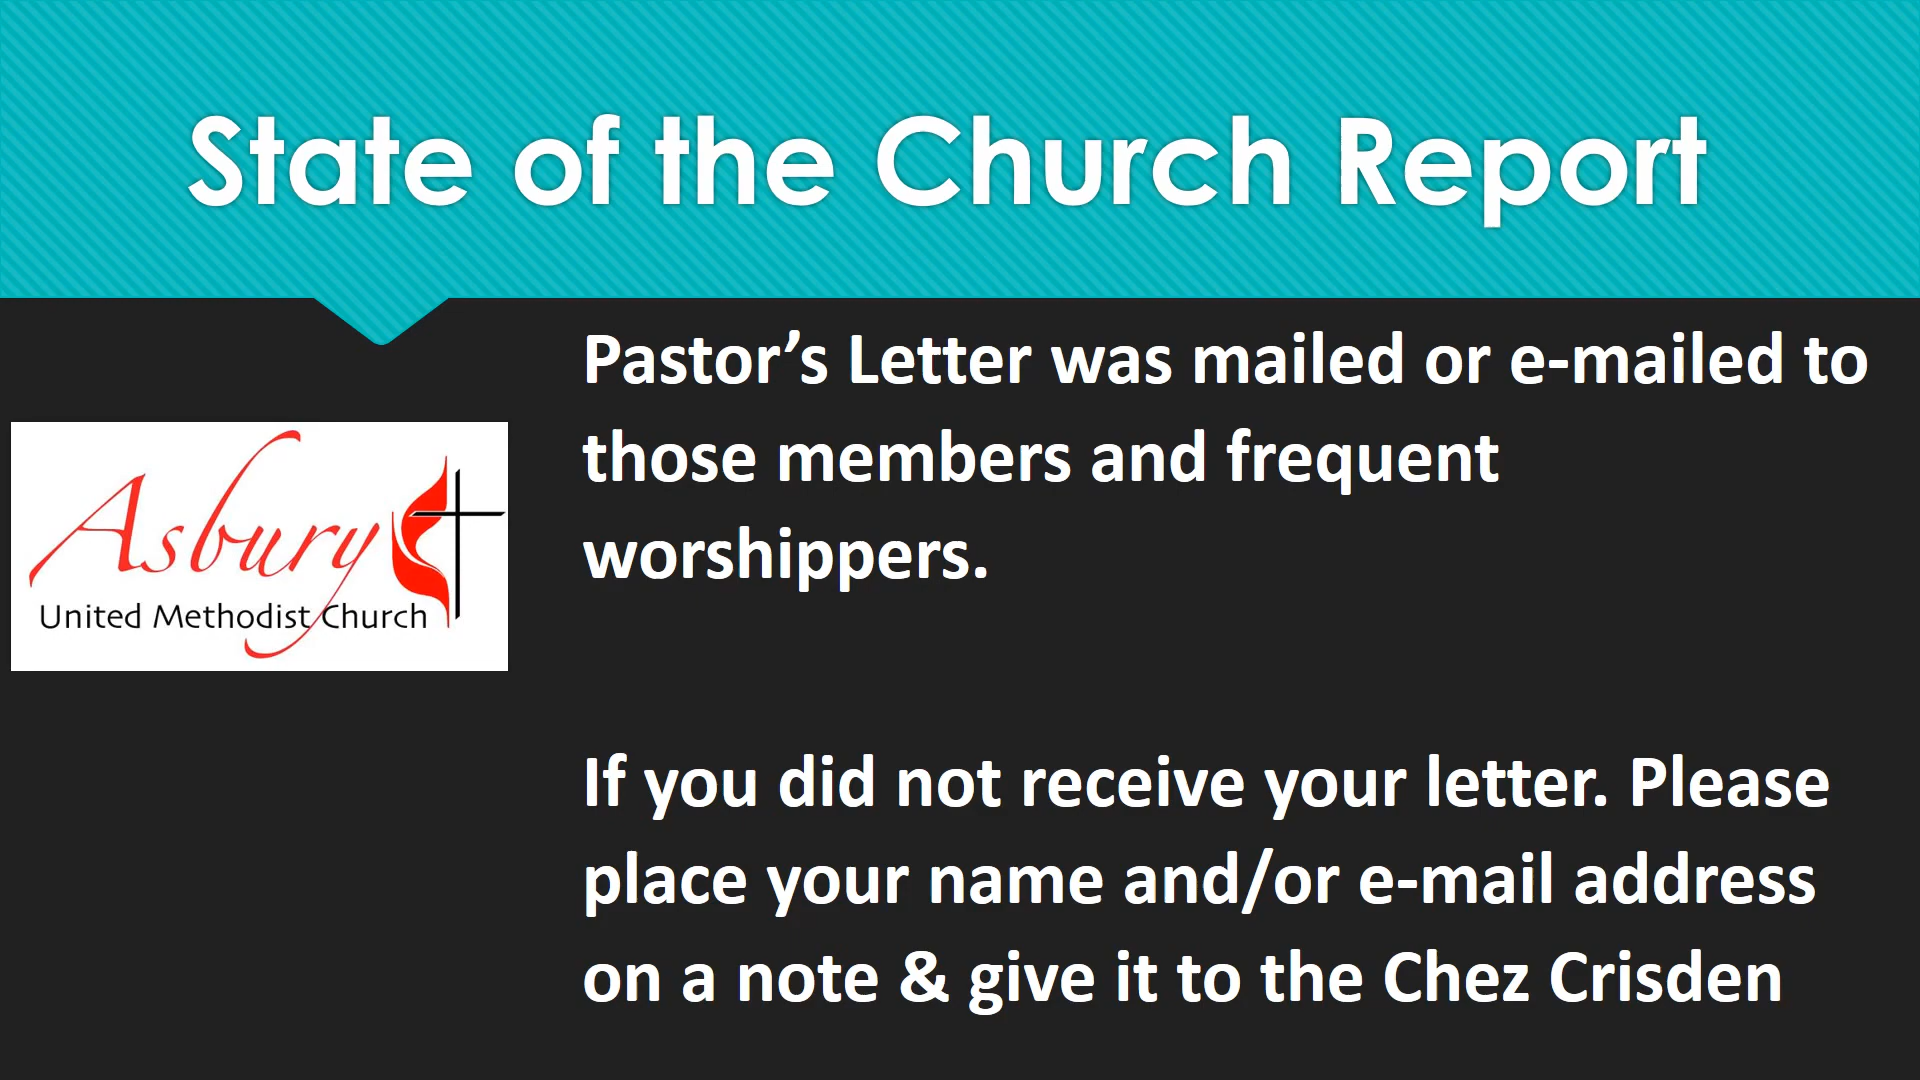 State of the Church Report
Asbury
United Methodist Church
Pastor’s Letter was mailed or e-mailed to
those members and frequent
worshippers.
If you did not receive your letter. Please
place your name and/or e-mail address
on a note & give it to the Chez Crisden